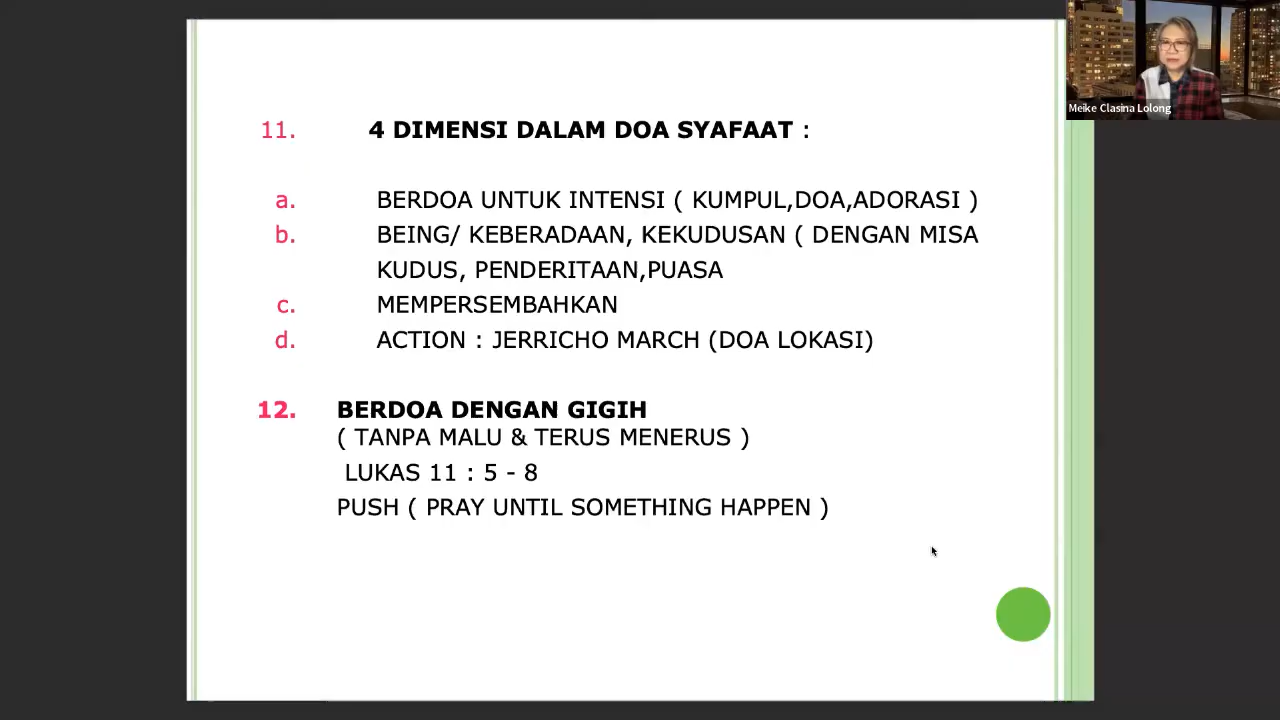 Meike Clasina Lolong
11. 4 DIMENSI DALAM DOA SYAFAAT :
a. BERDOA UNTUK INTENSI ( KUMPUL,DOA,ADORASI )
b. BEING/ KEBERADAAN, KEKUDUSAN ( DENGAN MISA
KUDUS, PENDERITAAN,PUASA
c. MEMPERSEMBAHKAN
d. ACTION : JERRICHO MARCH (DOA LOKASI)
12. BERDOA DENGAN GIGIH
( TANPA MALU & TERUS MENERUS )
LUKAS 11 : 5 - 8
PUSH ( PRAY UNTIL SOMETHING HAPPEN )